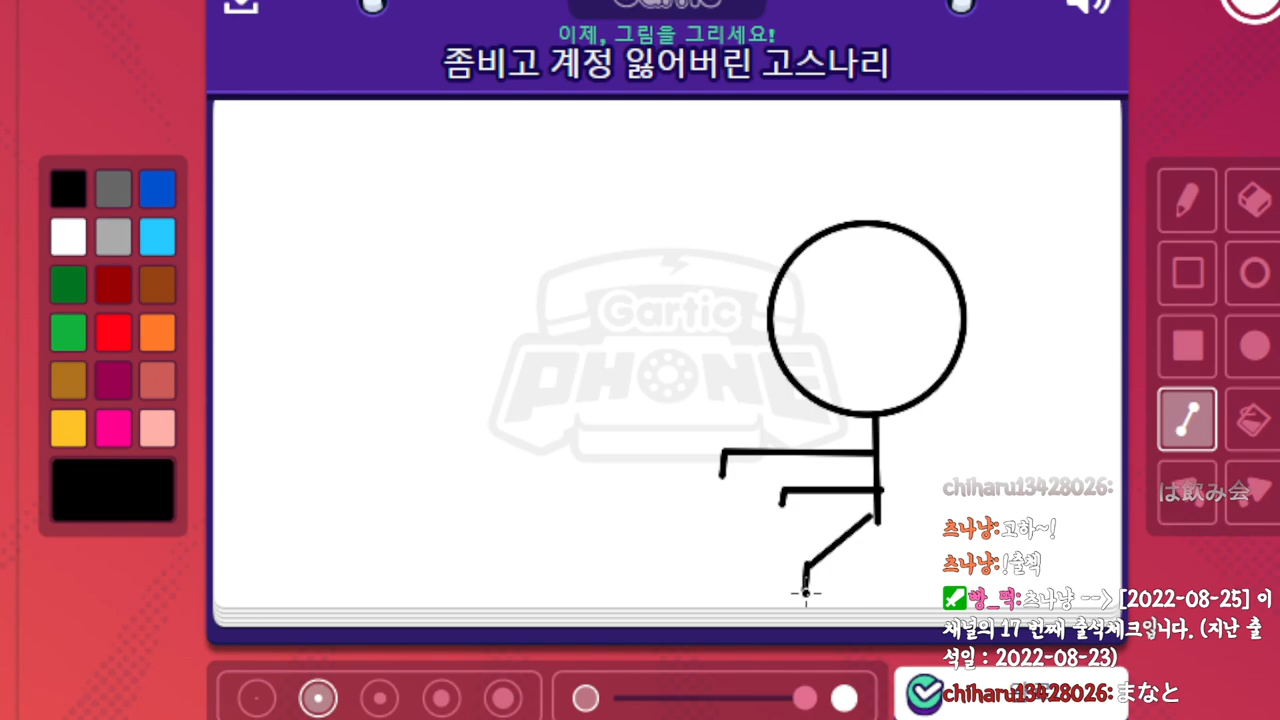 이제, 그림을 그리세요!
좀비고 계정 잃어버린 고스나리
Gartic
PHONE
chiharu13428026:
は飲み会
츠나냥:고하~!
츠나냥:!출첵
빵_떡:츠나냥 --> [2022-08-25] 이
채널의 17 번째 출석체크입니다. (지난 출
석일 : 2022-08-23)
chiharu13428026:まなと